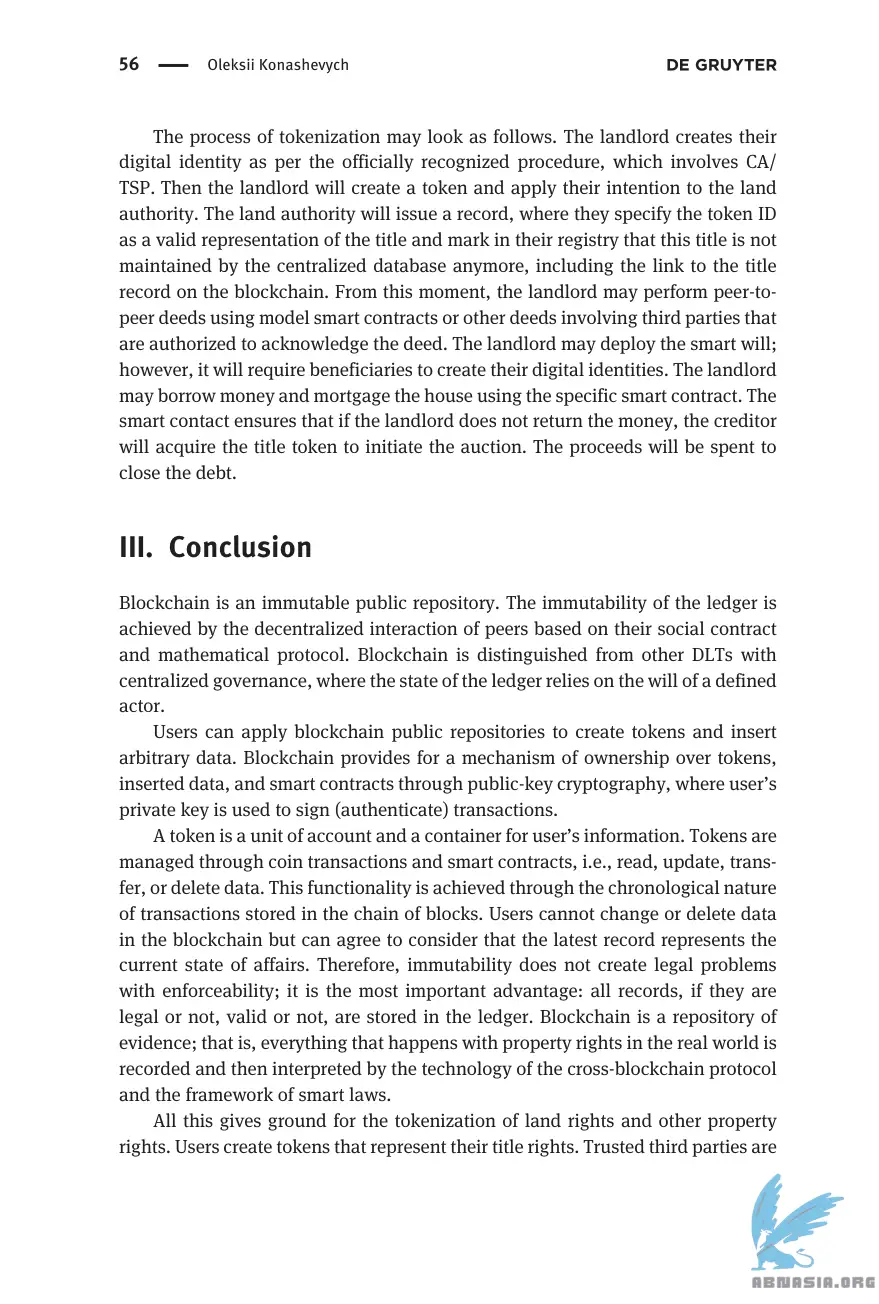 56 — Oleksii Konashevych DE GRUYTER
The process of tokenization may look as follows. The landlord creates their
digital identity as per the officially recognized procedure, which involves CA/
TSP. Then the landlord will create a token and apply their intention to the land
authority. The land authority will issue a record, where they specify the token ID
as a valid representation of the title and mark in their registry that this title is not
maintained by the centralized database anymore, including the link to the title
record on the blockchain. From this moment, the landlord may perform peer-to-
peer deeds using model smart contracts or other deeds involving third parties that
are authorized to acknowledge the deed. The landlord may deploy the smart will;
however, it will require beneficiaries to create their digital identities. The landlord
may borrow money and mortgage the house using the specific smart contract. The
smart contact ensures that if the landlord does not return the money, the creditor
will acquire the title token to initiate the auction. The proceeds will be spent to
close the debt.
III. Conclusion
Blockchain is an immutable public repository. The immutability of the ledger is
achieved by the decentralized interaction of peers based on their social contract
and mathematical protocol. Blockchain is distinguished from other DLTs with
centralized governance, where the state of the ledger relies on the will of a defined
actor.
Users can apply blockchain public repositories to create tokens and insert
arbitrary data. Blockchain provides for a mechanism of ownership over tokens,
inserted data, and smart contracts through public-key cryptography, where user's
private key is used to sign (authenticate) transactions.
A token is a unit of account and a container for user's information. Tokens are
managed through coin transactions and smart contracts, i.e., read, update, trans-
fer, or delete data. This functionality is achieved through the chronological nature
of transactions stored in the chain of blocks. Users cannot change or delete data
in the blockchain but can agree to consider that the latest record represents the
current state of affairs. Therefore, immutability does not create legal problems
with enforceability; it is the most important advantage: all records, if they are
legal or not, valid or not, are stored in the ledger. Blockchain is a repository of
evidence; that is, everything that happens with property rights in the real world is
recorded and then interpreted by the technology of the cross-blockchain protocol
and the framework of smart laws.
All this gives ground for the tokenization of land rights and other property
rights. Users create tokens that represent their title rights. Trusted third parties are
ABNASIA.ORG